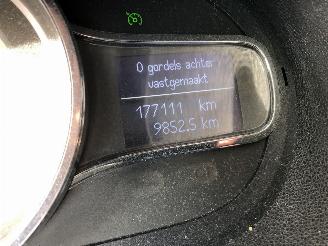 0 gordels achter
vastgemaakt
177111 km
9852.5 km